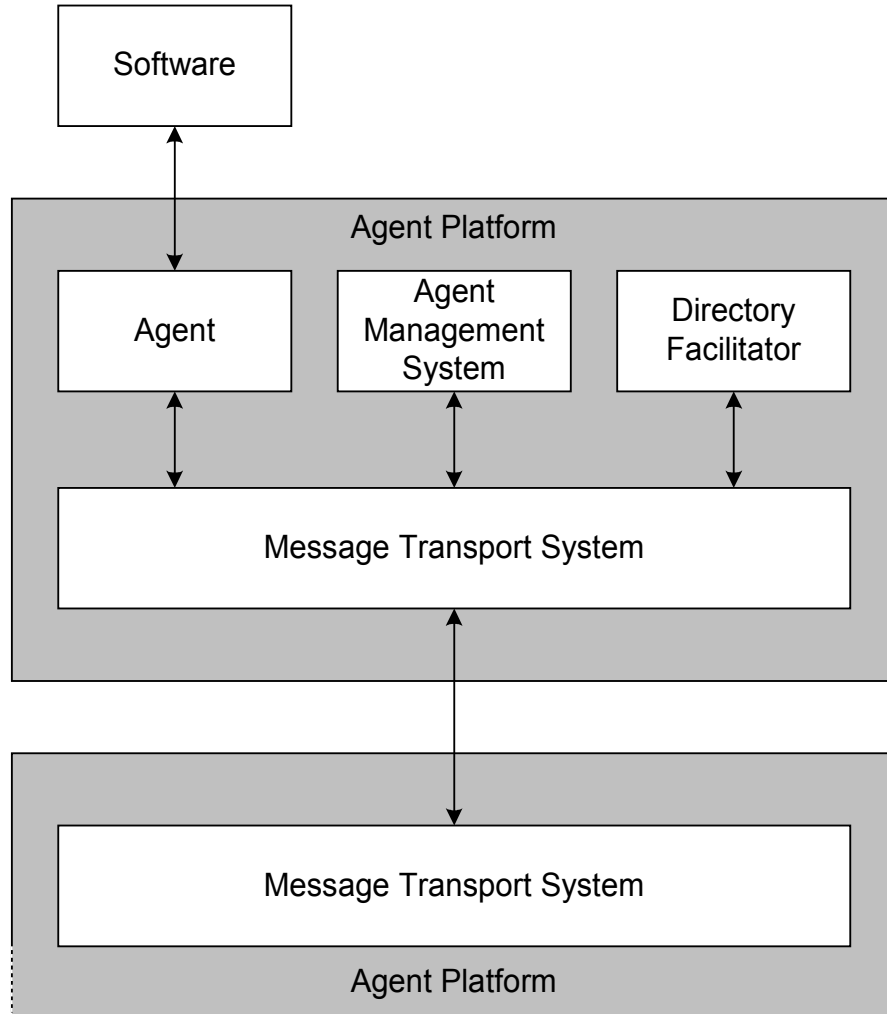 Software
Agent Platform
Agent
Agent
Management
System
Directory
Facilitator
Message Transport System
Message Transport System
Agent Platform